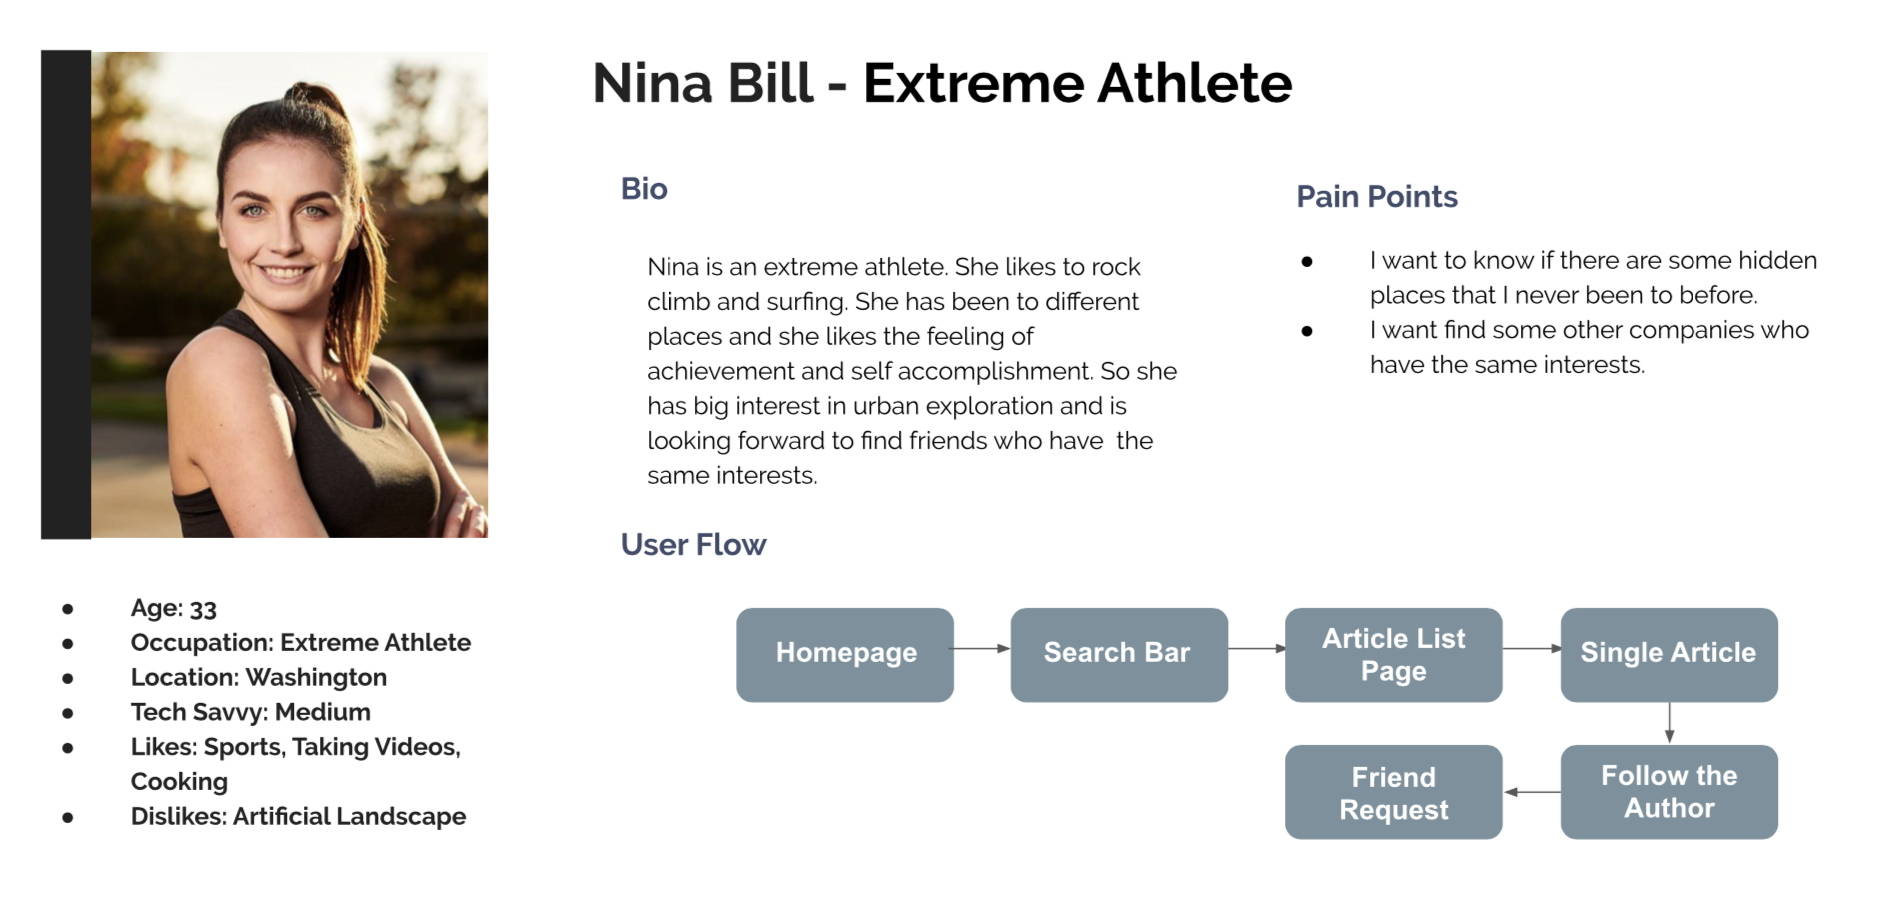 Nina Bill - Extreme Athlete
Bio
Nina is an extreme athlete. She likes to rock
climb and surfing. She has been to different
places and she likes the feeling of
achievement and self accomplishment. So she
has big interest in urban exploration and is
looking forward to find friends who have  the
same interests.
Pain Points
● I want to know if there are some hidden
places that I never been to before.
● I want find some other companies who
have the same interests.
● Age: 33
● Occupation: Extreme Athlete
● Location: Washington
● Tech Savvy: Medium
● Likes: Sports, Taking Videos,
Cooking
● Dislikes: Artificial Landscape
User Flow
Homepage
Search Bar
Article List
Page
Single Article
Follow the
Author
Friend
Request